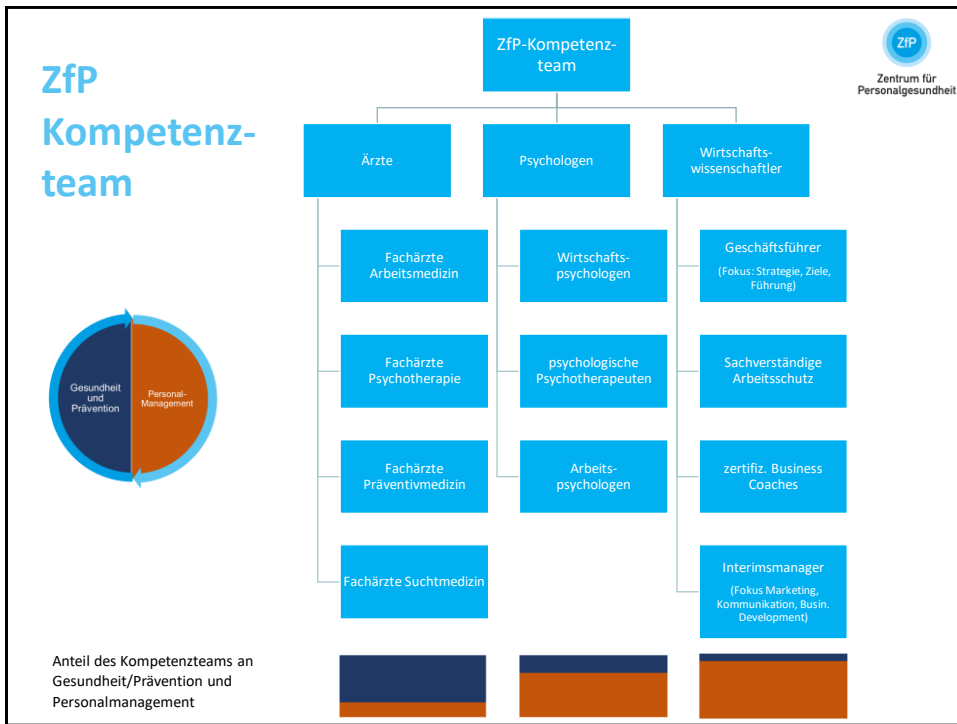 ZfP
Kompetenz-
team
ZfP-Kompetenz-
team
ZfP
Zentrum für
Personalgesundheit
Ärzte
Psychologen
Wirtschafts-
wissenschaftler
Fachärzte
Arbeitsmedizin
Wirtschafts-
psychologen
Geschäftsführer
(Fokus: Strategie, Ziele,
Führung)
Fachärzte
Psychotherapie
psychologische
Psychotherapeuten
Sachverständige
Arbeitsschutz
Gesundheit
und
Prävention
Personal-
Management
Fachärzte
Präventivmedizin
Arbeits-
psychologen
zertifiz. Business
Coaches
Fachärzte Suchtmedizin
Interimsmanager
(Fokus Marketing,
Kommunikation, Busin.
Development)
Anteil des Kompetenzteams an
Gesundheit/Prävention und
Personalmanagement